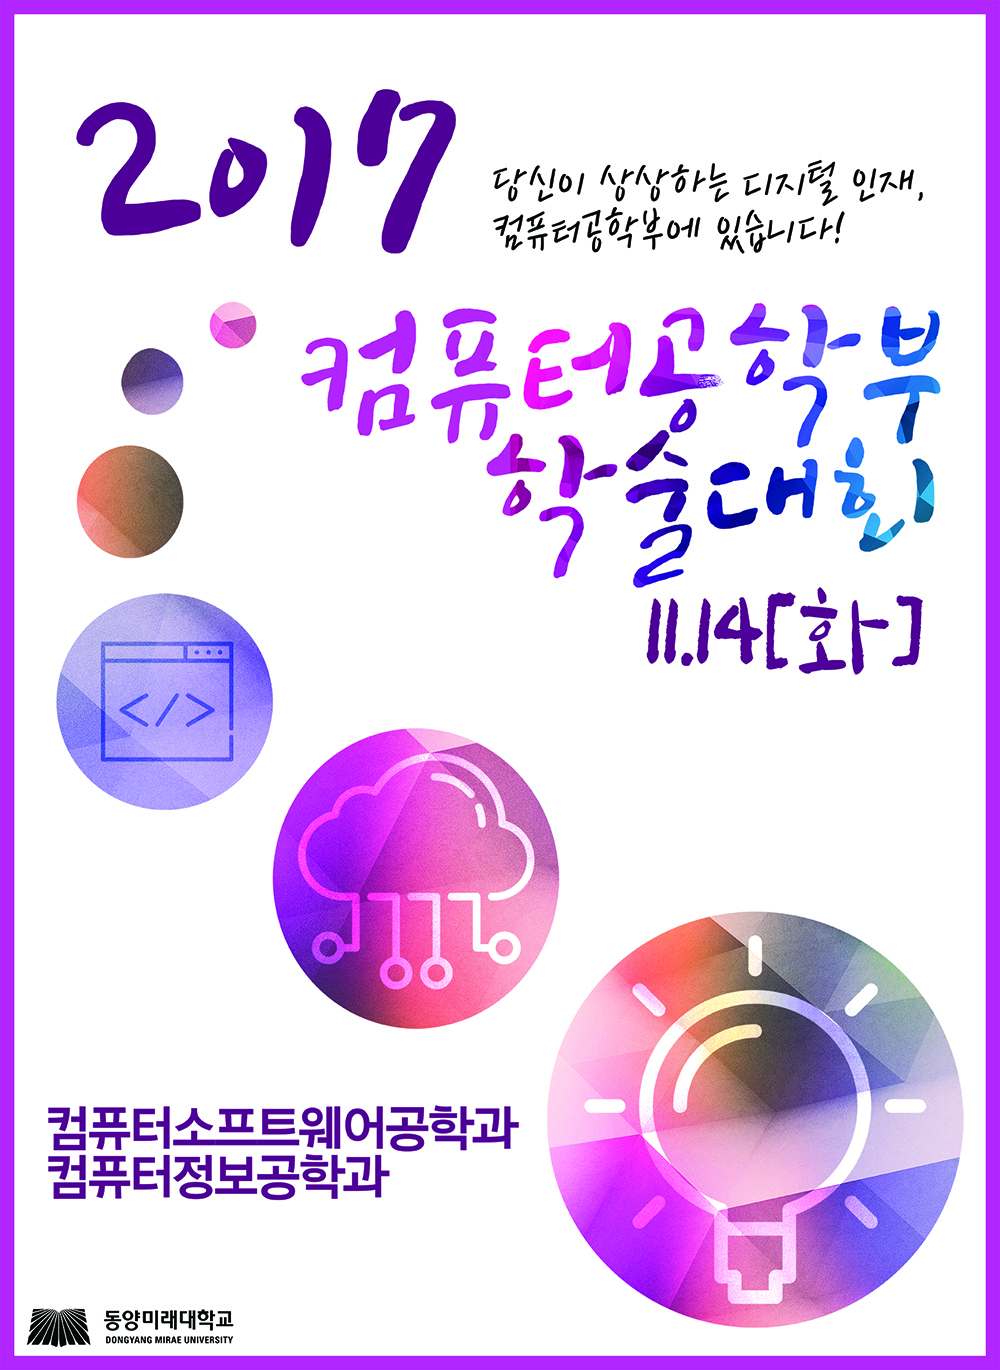 2017
당신이 상상하는 디지털 인재,
컴퓨터공학부에 있습니다!
컴퓨터공학부
학술대회
11.14[화]
</>
컴퓨터소프트웨어공학과
컴퓨터정보공학과
동양미래대학교
DONGYANG MIRAE UNIVERSITY